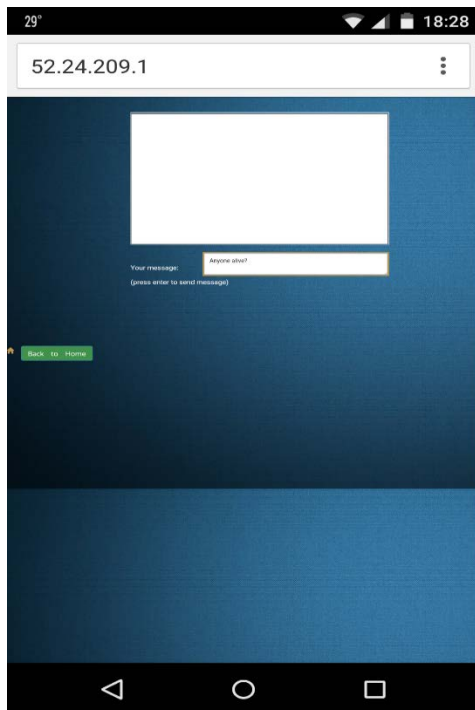 29°
18:28
52.24.209.1
Anyone alive?
Your message:
(press enter to send message)
Back to Home